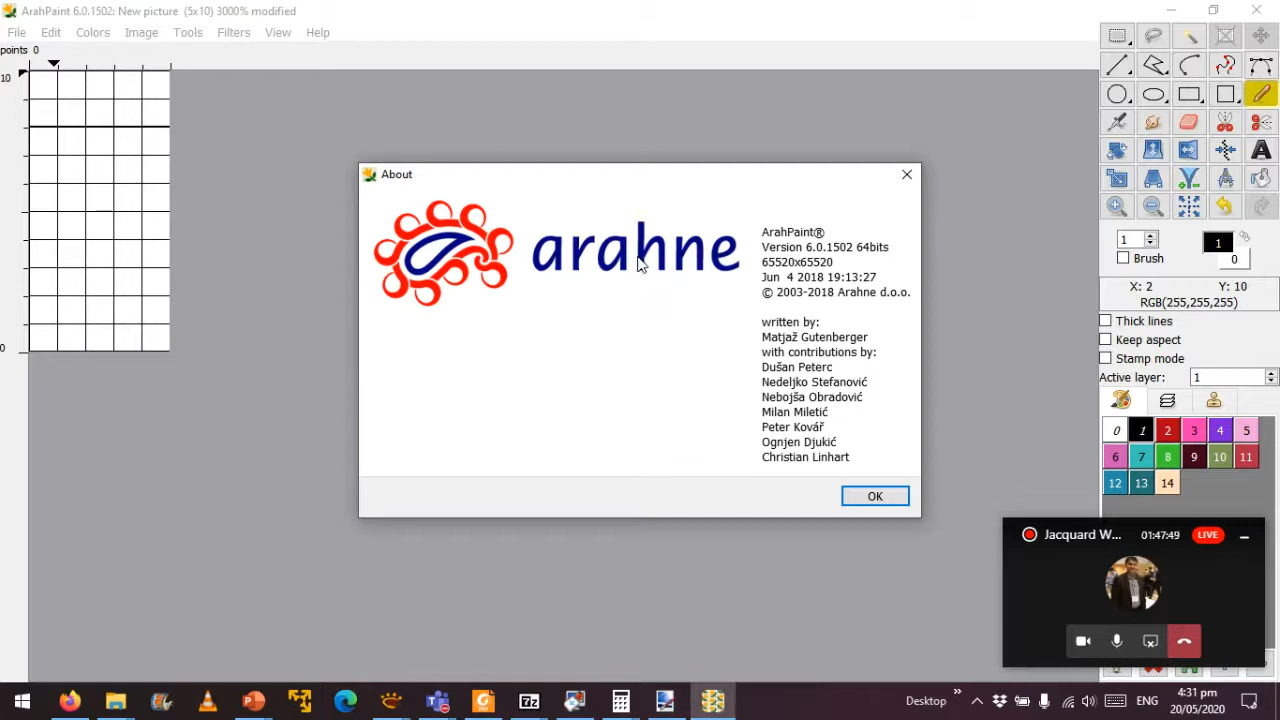 ArahPaint 6.0.1502: New picture (5x10) 3000% modified
File Edit Colors Image Tools Filters View Help
points 0
10
0
About
arahne
ArahPaint®
Version 6.0.1502 64bits
65520x65520
Jun 4 2018 19:13:27
© 2003-2018 Arahne d.o.o.
written by:
Matjaž Gutenberger
with contributions by:
Dušan Peterc
Nedeljko Stefanović
Nebojša Obradović
Milan Miletić
Peter Kovář
Ognjen Djukić
Christian Linhart
OK
A
1
1
0
Brush
X: 2 Y: 10
RGB(255,255,255)
Thick lines
Keep aspect
Stamp mode
Active layer: 1
0 1 2 3 4 5
6 7 8 9 10 11
12 13 14
Jacquard W... 01:47:49 LIVE
7z
Desktop
ENG
4:31 pm
20/05/2020